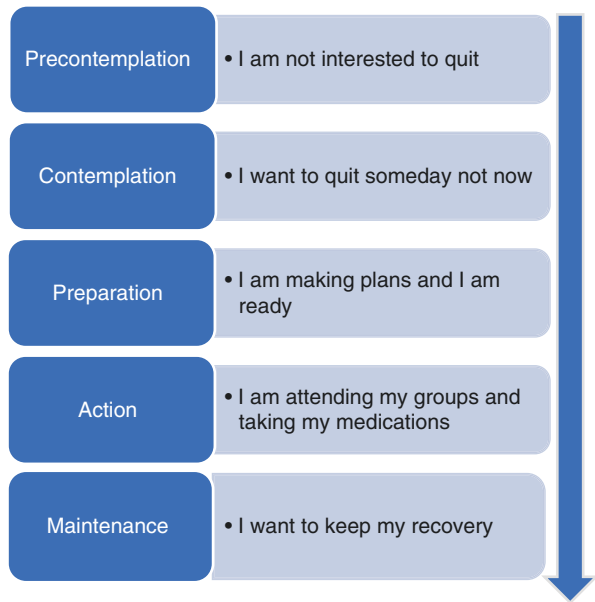 Precontemplation
• I am not interested to quit
Contemplation
• I want to quit someday not now
Preparation
• I am making plans and I am
ready
Action
• I am attending my groups and
taking my medications
Maintenance
• I want to keep my recovery